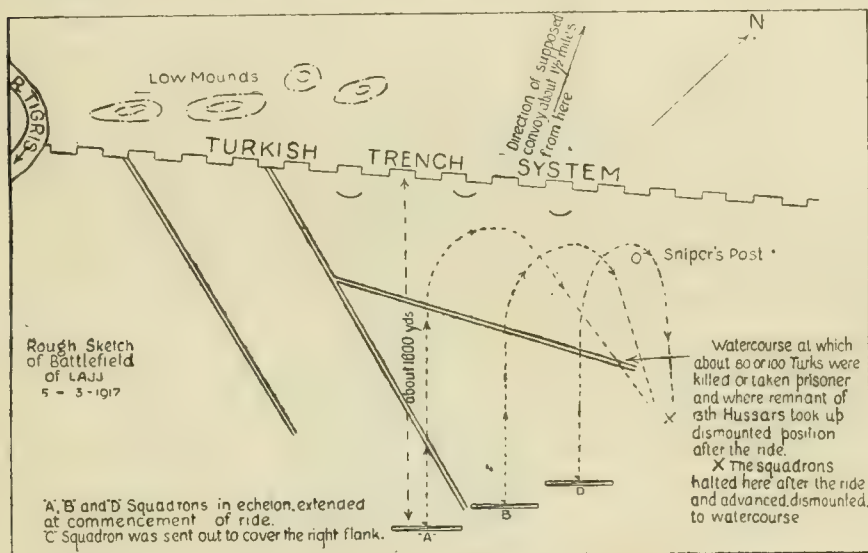 N
Low Mounds
R. TIGRIS
Direction of supposed
convoy about 1½ mile's
from here
TURKISH TRENCH SYSTEM
Sniper's Post
about 1600 yds
Rough Sketch
of Battlefield
of LAJJ
5 - 3 - 1917
Watercourse at which
about 80 or 100 Turks were
killed or taken prisoner
and where remnant of
13th Hussars took up
dismounted position
after the ride.
X The squadrons
halted here after the ride
and advanced, dismounted,
to watercourse
X
D
B
"A"
"A", "B" and "D" Squadrons in echelon, extended
at commencement of ride.
"C" Squadron was sent out to cover the right flank.